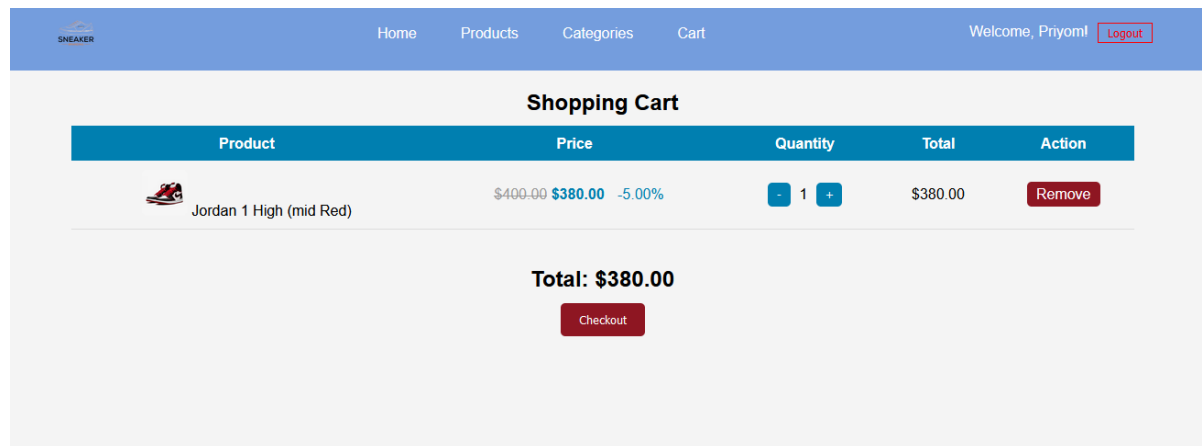 SNEAKER
Home Products Categories Cart
Welcome, Priyom! Logout
Shopping Cart
Product Price Quantity Total Action
Jordan 1 High (mid Red) $400.00 $380.00 -5.00% - 1 + $380.00 Remove
Total: $380.00
Checkout